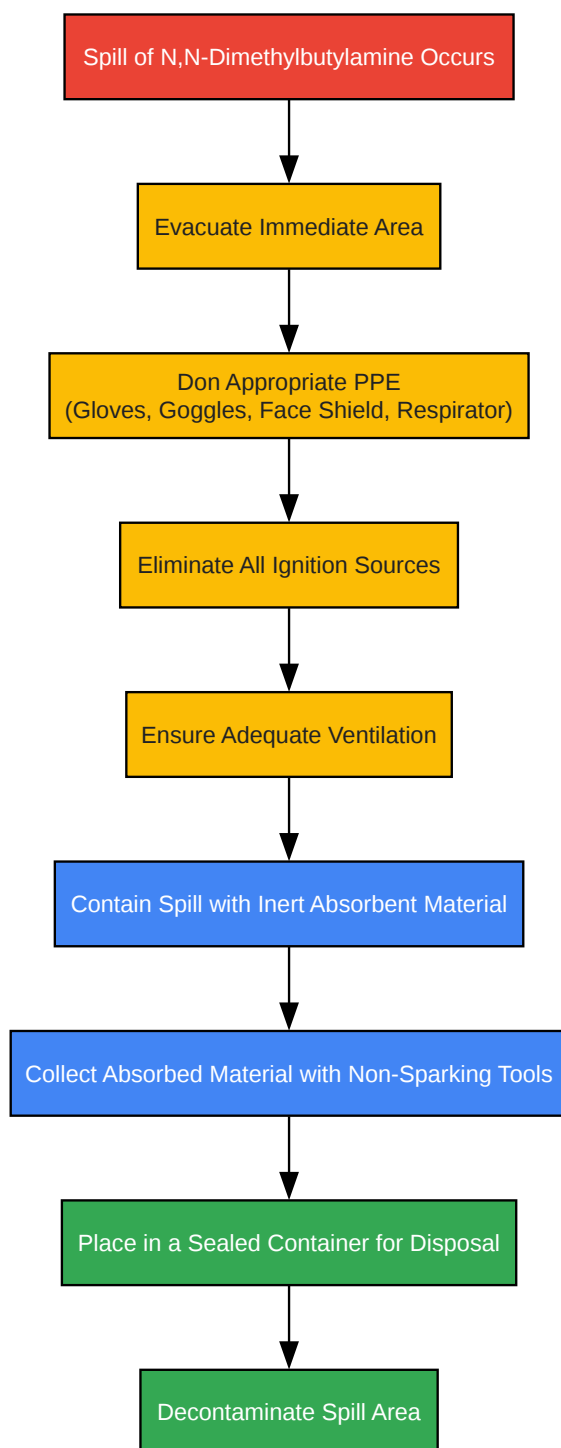 Spill of N,N-Dimethylbutylamine Occurs
Evacuate Immediate Area
Don Appropriate PPE
(Gloves, Goggles, Face Shield, Respirator)
Eliminate All Ignition Sources
Ensure Adequate Ventilation
Contain Spill with Inert Absorbent Material
Collect Absorbed Material with Non-Sparking Tools
Place in a Sealed Container for Disposal
Decontaminate Spill Area